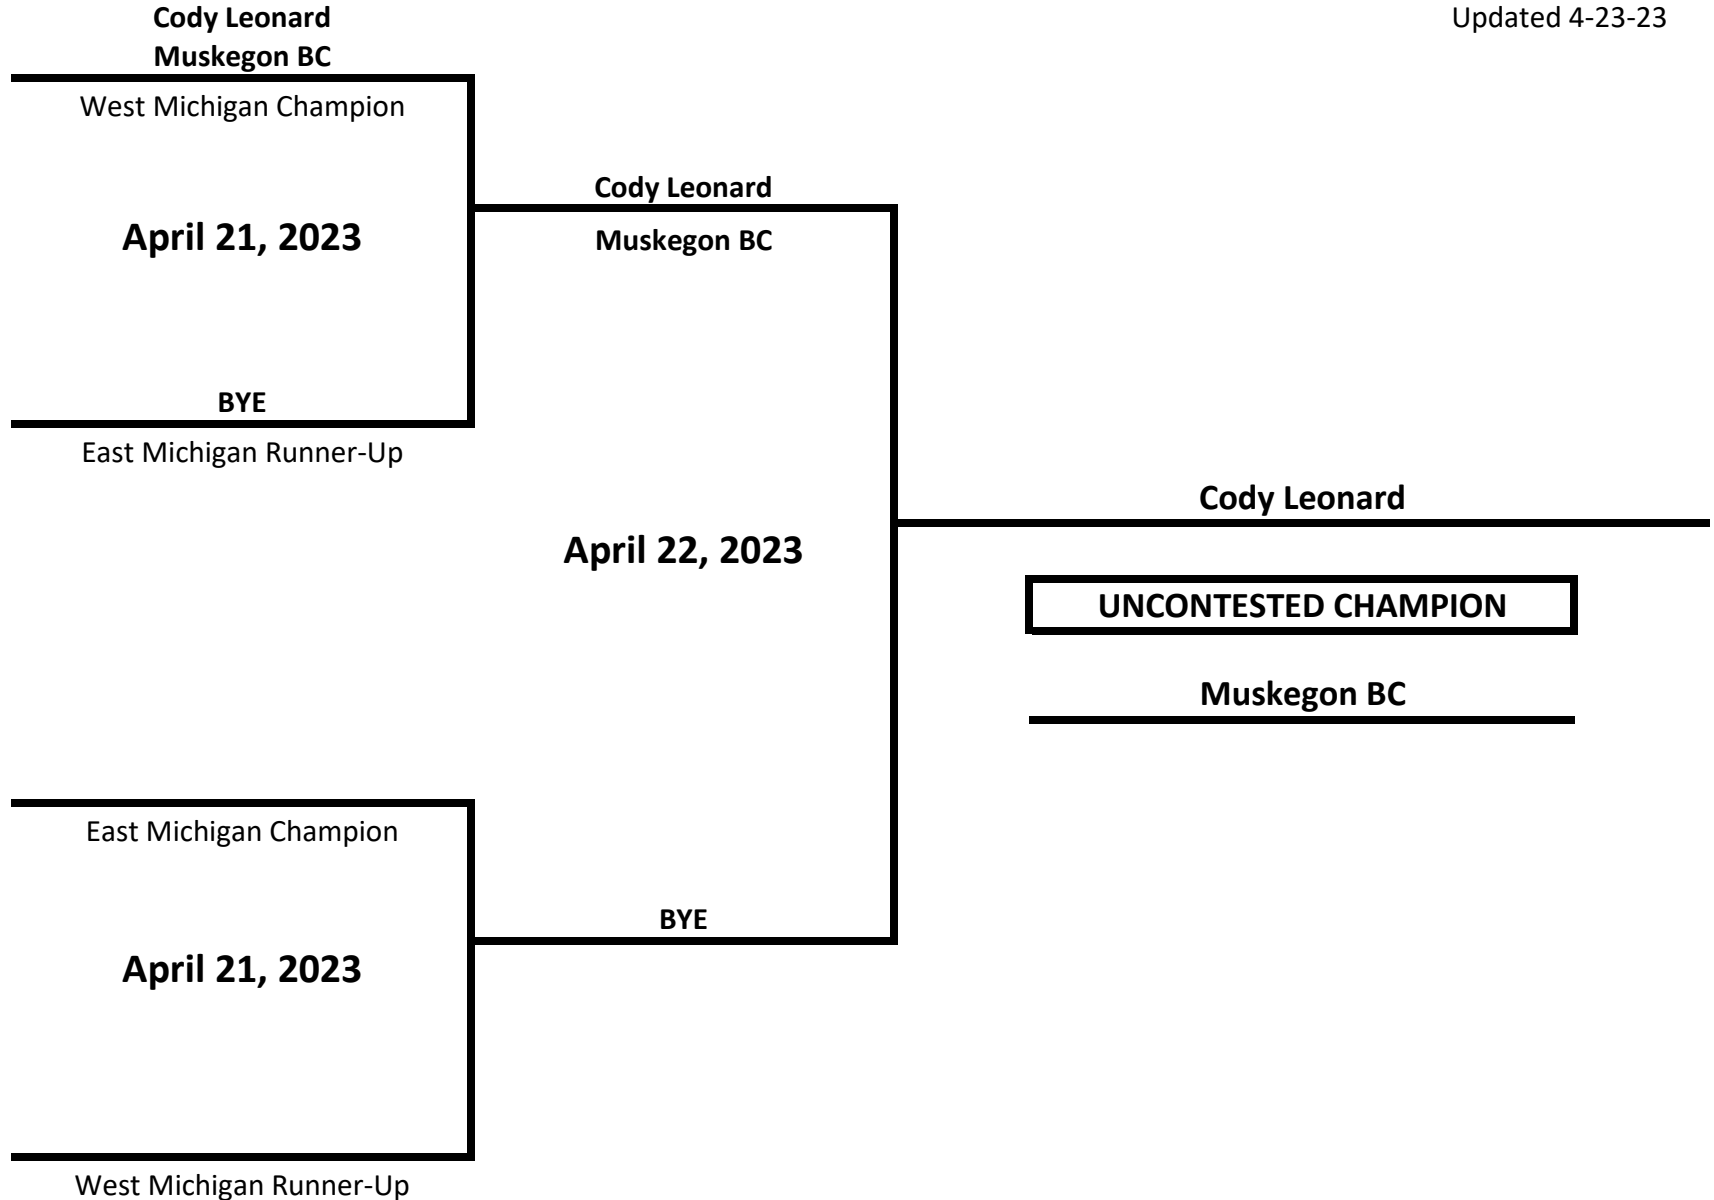 Cody Leonard
Muskegon BC
Updated 4-23-23
West Michigan Champion
April 21, 2023
BYE
East Michigan Runner-Up
Cody Leonard
Muskegon BC
April 22, 2023
Cody Leonard
UNCONTESTED CHAMPION
Muskegon BC
East Michigan Champion
April 21, 2023
West Michigan Runner-Up
BYE